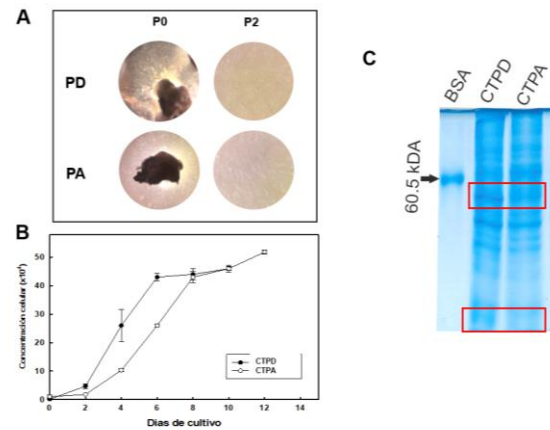 A
P0 P2
PD
PA
B
Concentración celular (x10⁴)
50
40
30
20
10
0
CTPD
CTPA
0 2 4 6 8 10 12 14
Dias de cultivo
C
BSA CTPD CTPA
60.5 kDA